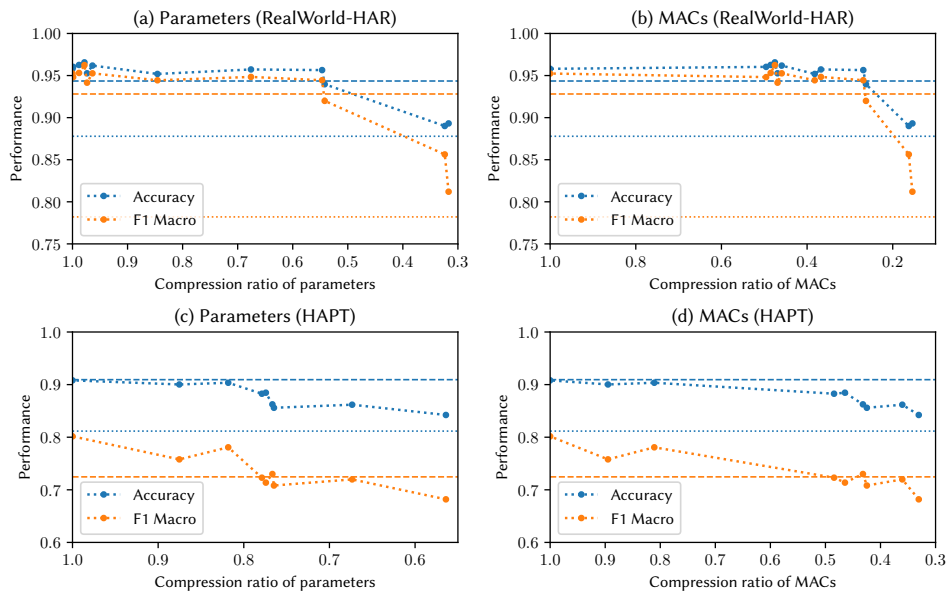 (a) Parameters (RealWorld-HAR)
1.00
0.95
0.90
0.85
0.80
0.75
Performance
Accuracy
F1 Macro
1.0 0.9 0.8 0.7 0.6 0.5 0.4 0.3
Compression ratio of parameters
(b) MACs (RealWorld-HAR)
1.00
0.95
0.90
0.85
0.80
0.75
Performance
Accuracy
F1 Macro
1.0 0.8 0.6 0.4 0.2
Compression ratio of MACs
(c) Parameters (HAPT)
1.0
0.9
0.8
0.7
0.6
Performance
Accuracy
F1 Macro
1.0 0.9 0.8 0.7 0.6
Compression ratio of parameters
(d) MACs (HAPT)
1.0
0.9
0.8
0.7
0.6
Performance
Accuracy
F1 Macro
1.0 0.9 0.8 0.7 0.6 0.5 0.4 0.3
Compression ratio of MACs